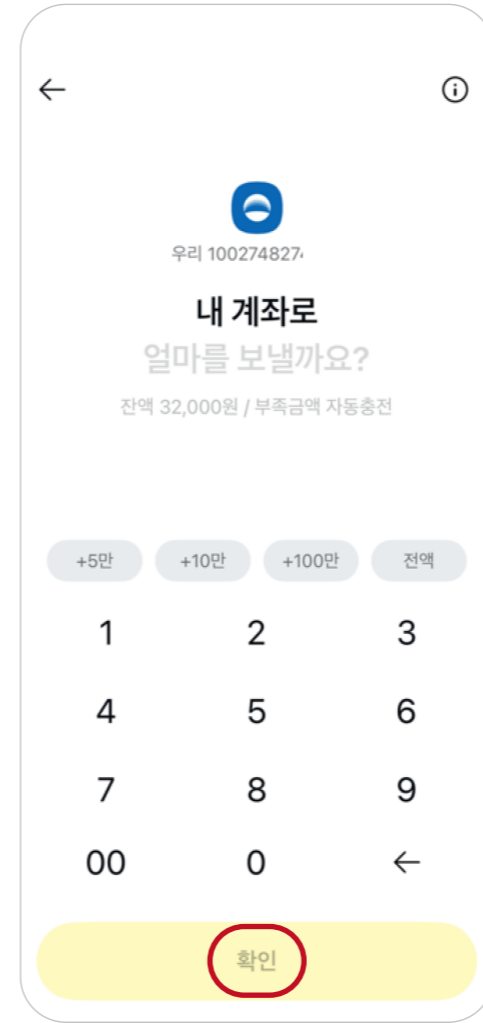 우리 100274827
내 계좌로
얼마를 보낼까요?
잔액 32,000원 / 부족금액 자동충전
+5만 +10만 +100만 전액
1 2 3
4 5 6
7 8 9
00 0 ←
확인